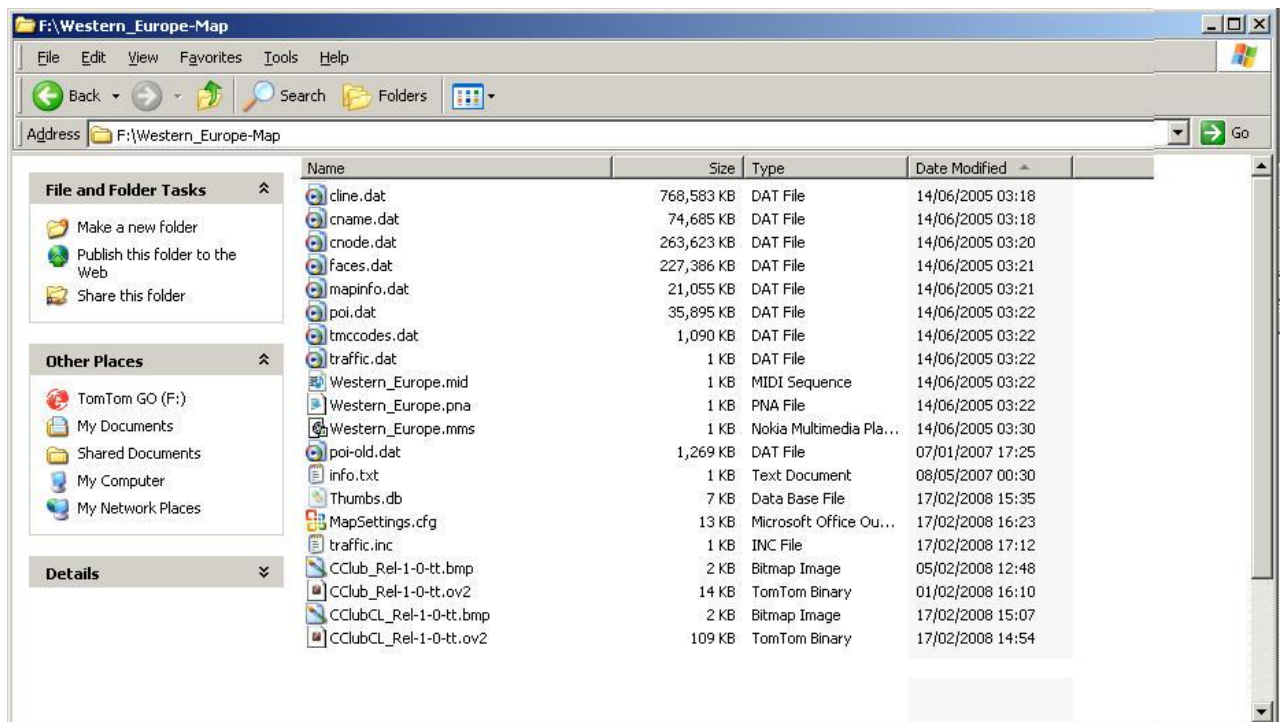 F:\Western_Europe-Map
File Edit View Favorites Tools Help
Back Search Folders
Address F:\Western_Europe-Map Go
File and Folder Tasks
Make a new folder
Publish this folder to the
Web
Share this folder
Other Places
TomTom GO (F:)
My Documents
Shared Documents
My Computer
My Network Places
Details
Name Size Type Date Modified
cline.dat 768,583 KB DAT File 14/06/2005 03:18
cname.dat 74,685 KB DAT File 14/06/2005 03:18
cnode.dat 263,623 KB DAT File 14/06/2005 03:20
faces.dat 227,386 KB DAT File 14/06/2005 03:21
mapinfo.dat 21,055 KB DAT File 14/06/2005 03:21
poi.dat 35,895 KB DAT File 14/06/2005 03:22
tmccodes.dat 1,090 KB DAT File 14/06/2005 03:22
traffic.dat 1 KB DAT File 14/06/2005 03:22
Western_Europe.mid 1 KB MIDI Sequence 14/06/2005 03:22
Western_Europe.pna 1 KB PNA File 14/06/2005 03:22
Western_Europe.mms 1 KB Nokia Multimedia Pla... 14/06/2005 03:30
poi-old.dat 1,269 KB DAT File 07/01/2007 17:25
info.txt 1 KB Text Document 08/05/2007 00:30
Thumbs.db 7 KB Data Base File 17/02/2008 15:35
MapSettings.cfg 13 KB Microsoft Office Ou... 17/02/2008 16:23
traffic.inc 1 KB INC File 17/02/2008 17:12
CClub_Rel-1-0-tt.bmp 2 KB Bitmap Image 05/02/2008 12:48
CClub_Rel-1-0-tt.ov2 14 KB TomTom Binary 01/02/2008 16:10
CClubCL_Rel-1-0-tt.bmp 2 KB Bitmap Image 17/02/2008 15:07
CClubCL_Rel-1-0-tt.ov2 109 KB TomTom Binary 17/02/2008 14:54